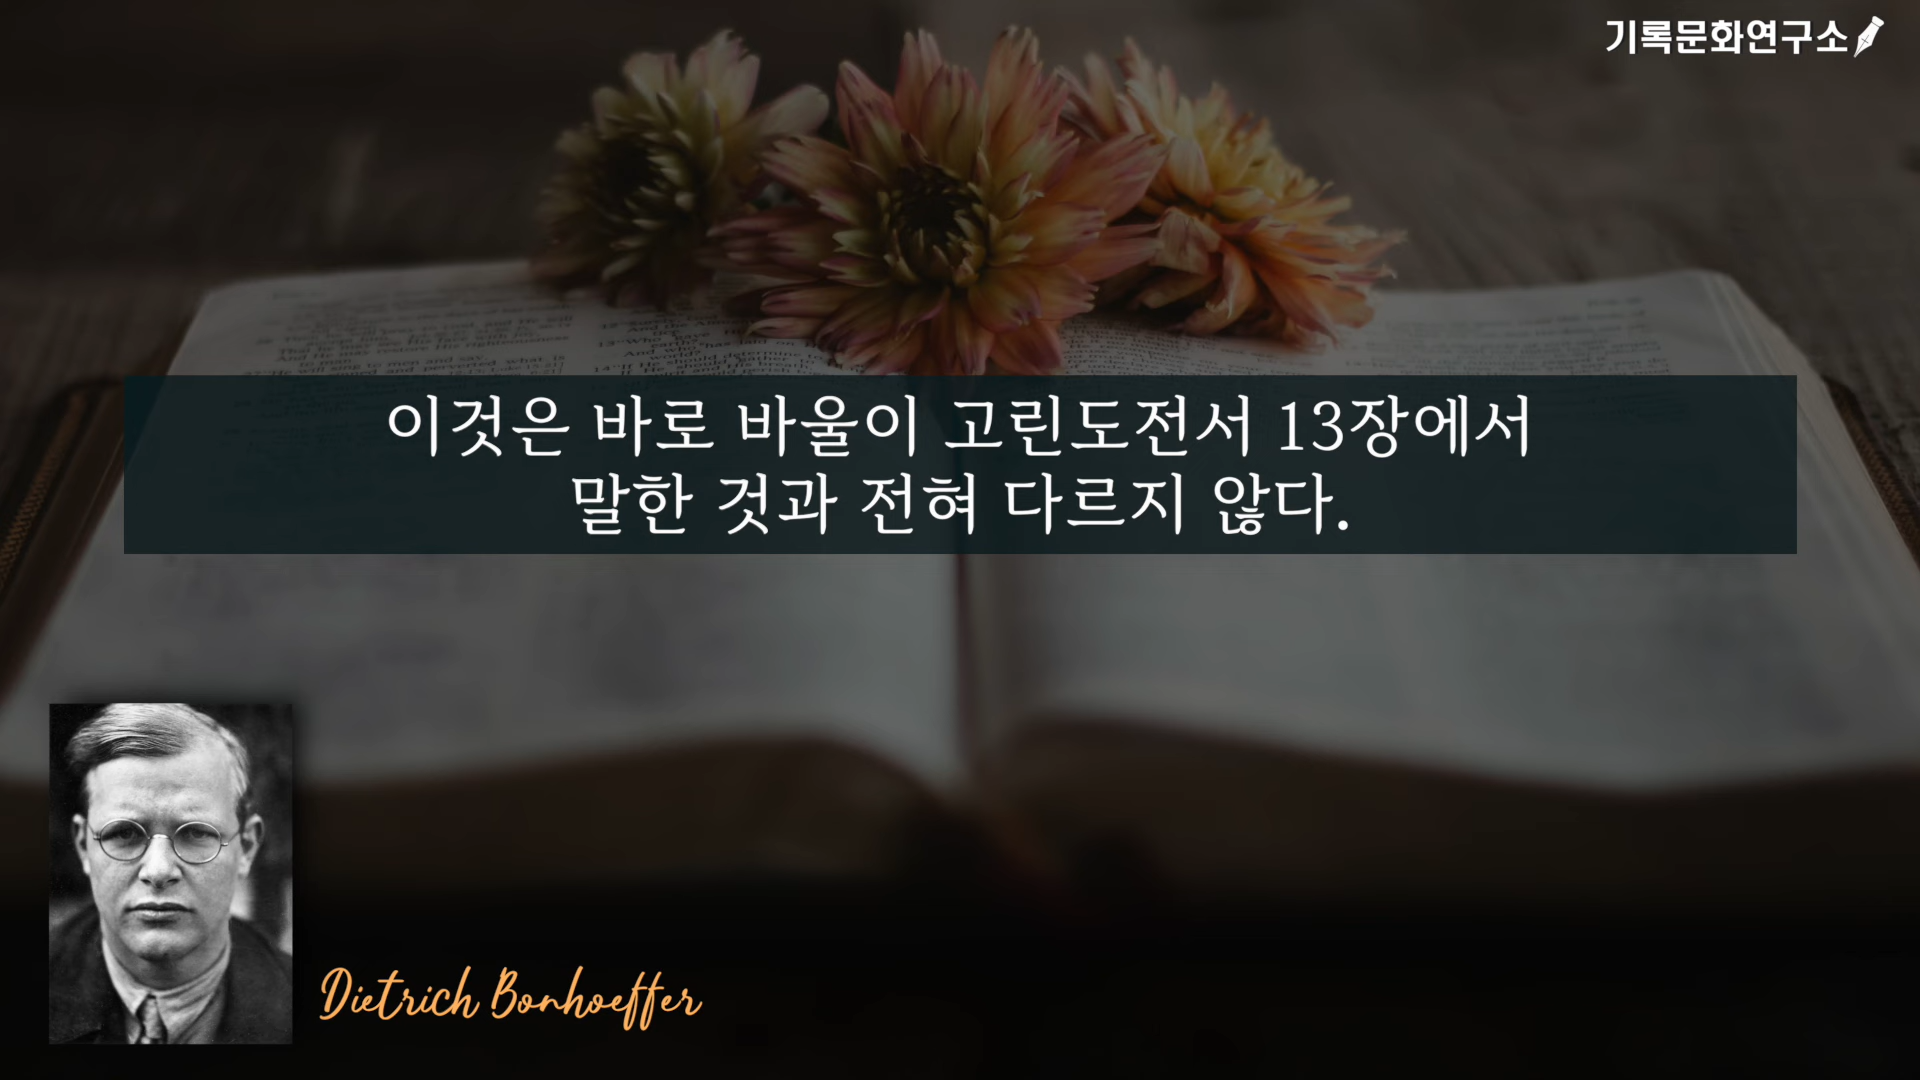 기록문화연구소
이것은 바로 바울이 고린도전서 13장에서
말한 것과 전혀 다르지 않다.
Dietrich Bonhoeffer